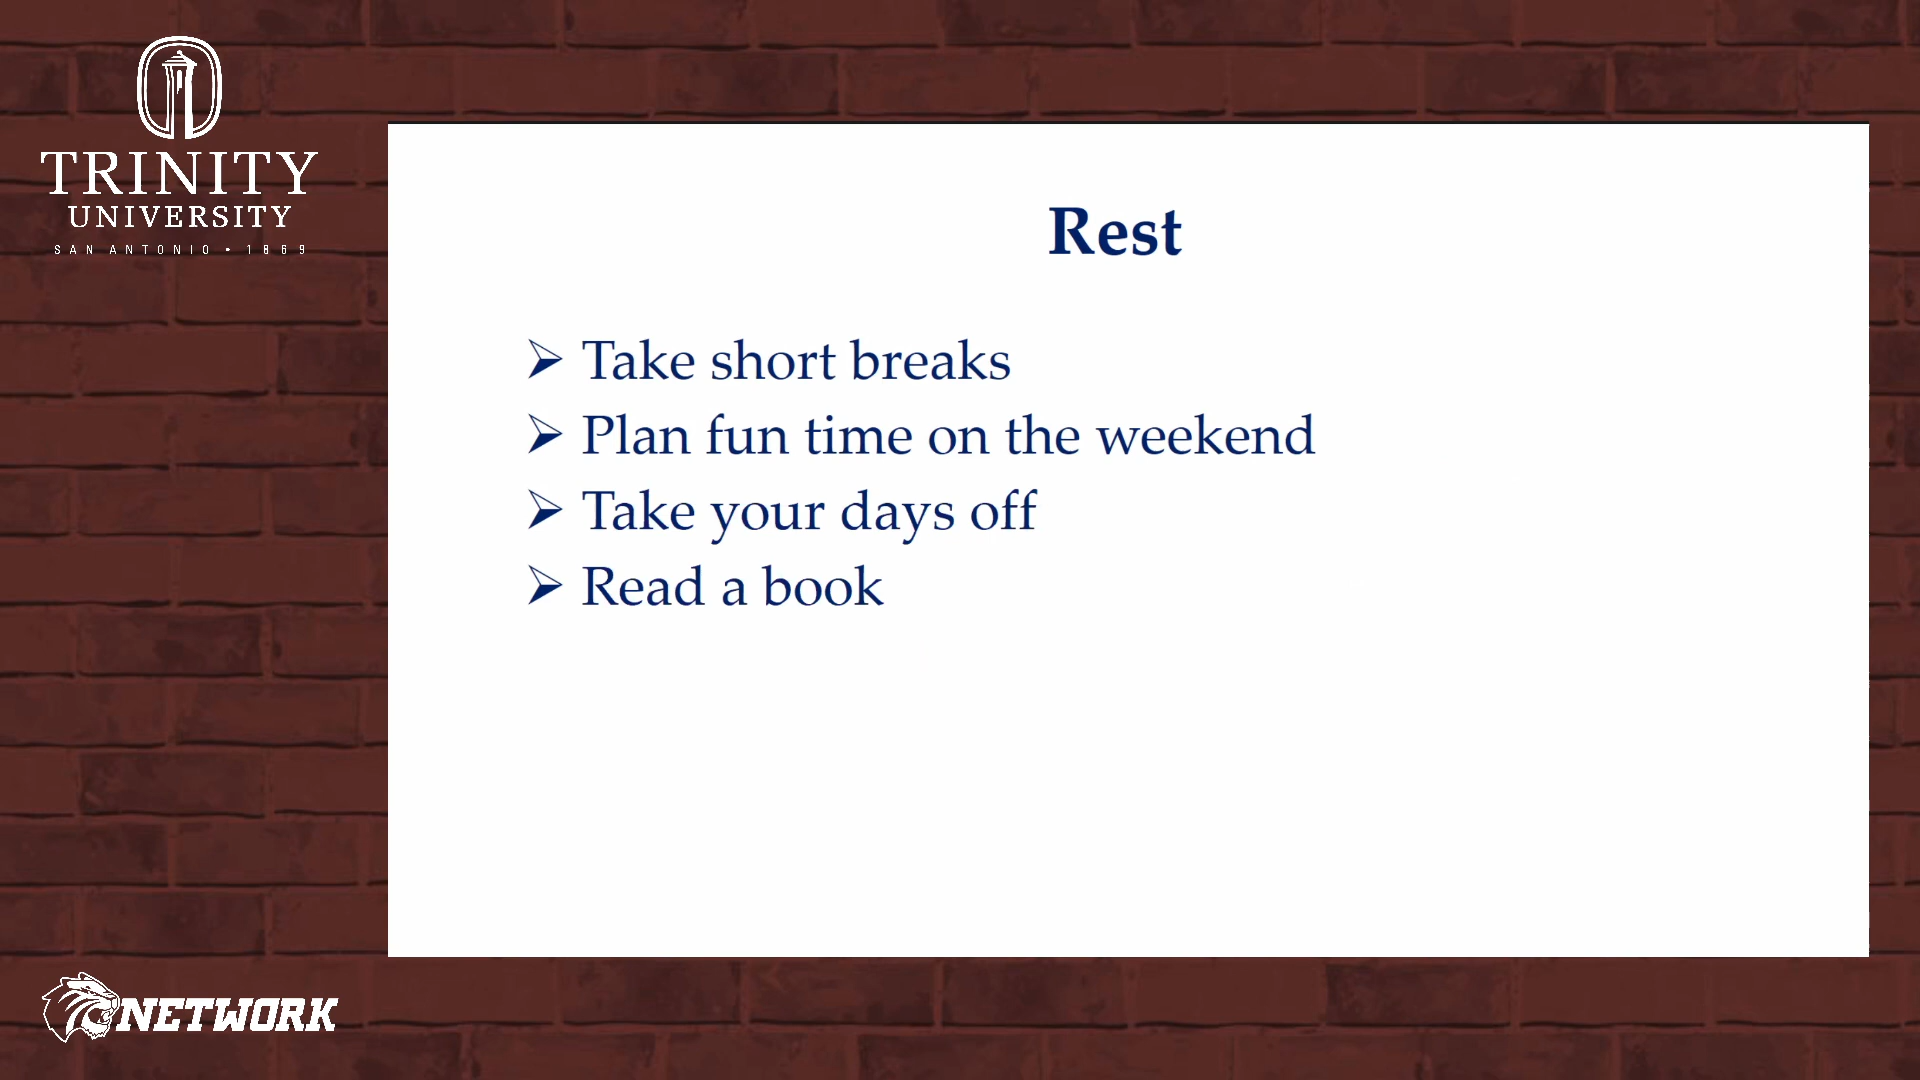 TRINITY
UNIVERSITY
SAN ANTONIO • 1869
Rest
Take short breaks
Plan fun time on the weekend
Take your days off
Read a book
NETWORK